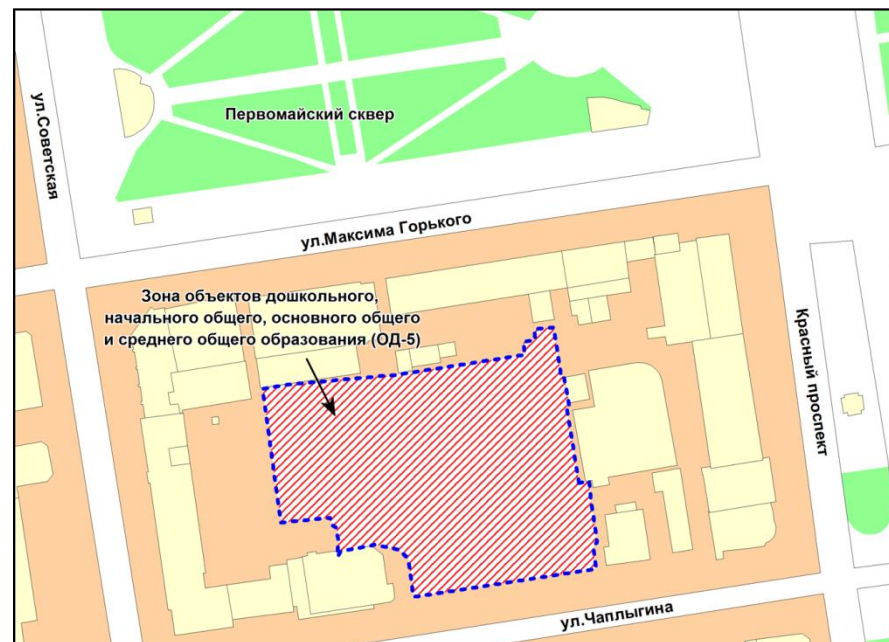 ул.Советская
Первомайский сквер
ул.Максима Горького
Зона объектов дошкольного,
начального общего, основного общего
и среднего общего образования (ОД-5)
Красный проспект
ул.Чаплыгина